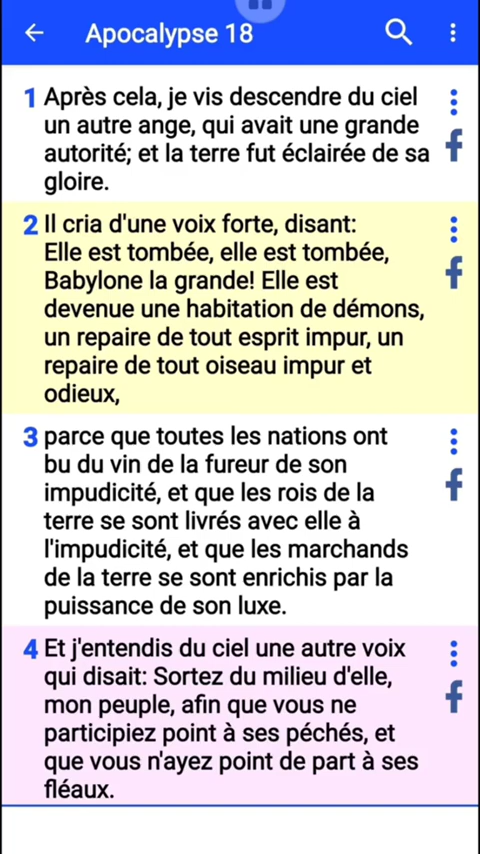 Apocalypse 18
1 Après cela, je vis descendre du ciel
un autre ange, qui avait une grande
autorité; et la terre fut éclairée de sa
gloire.
2 Il cria d'une voix forte, disant:
Elle est tombée, elle est tombée,
Babylone la grande! Elle est
devenue une habitation de démons,
un repaire de tout esprit impur, un
repaire de tout oiseau impur et
odieux,
3 parce que toutes les nations ont
bu du vin de la fureur de son
impudicité, et que les rois de la
terre se sont livrés avec elle à
l'impudicité, et que les marchands
de la terre se sont enrichis par la
puissance de son luxe.
4 Et j'entendis du ciel une autre voix
qui disait: Sortez du milieu d'elle,
mon peuple, afin que vous ne
participiez point à ses péchés, et
que vous n'ayez point de part à ses
fléaux.